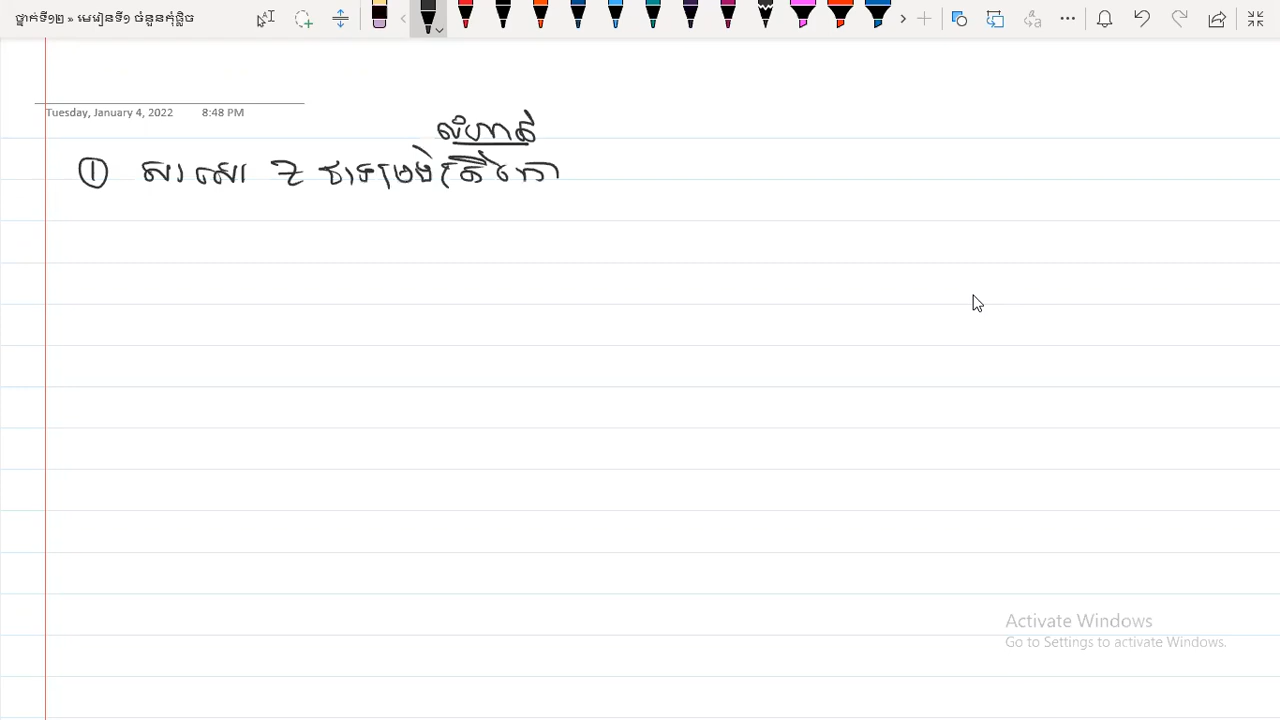 ថ្នាក់ទី១២ » មេរៀនទី១ ចំនួនកុំផ្លិច
Tuesday, January 4, 2022 8:48 PM
លំហាត់
① សរសេរ z ជាទម្រង់ត្រីកោ
Activate Windows
Go to Settings to activate Windows.